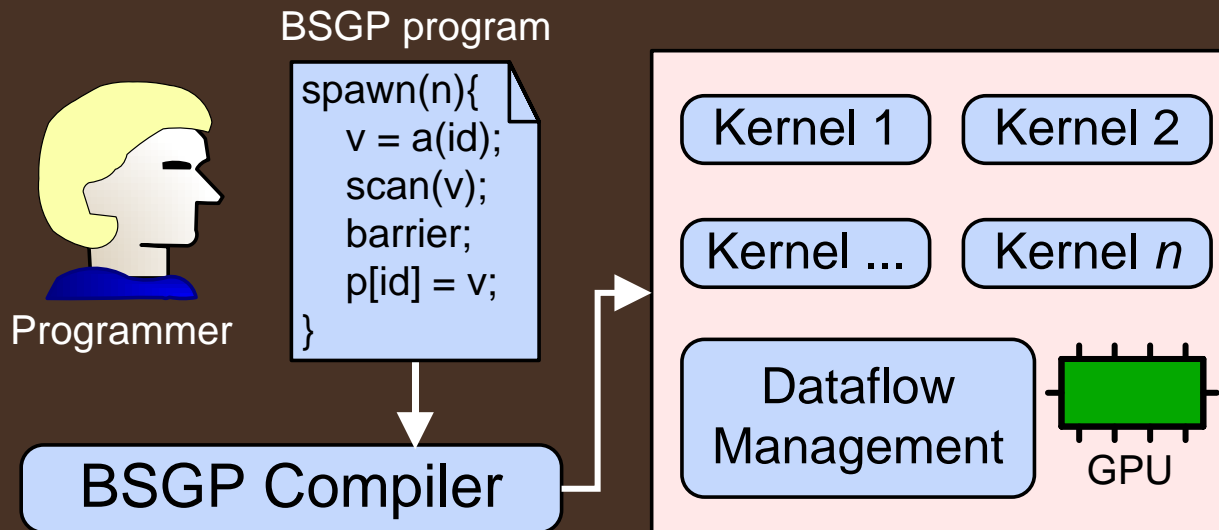 BSGP program
spawn(n){
v = a(id);
scan(v);
barrier;
p[id] = v;
}
Programmer
BSGP Compiler
Kernel 1
Kernel 2
Kernel ...
Kernel n
Dataflow
Management
GPU